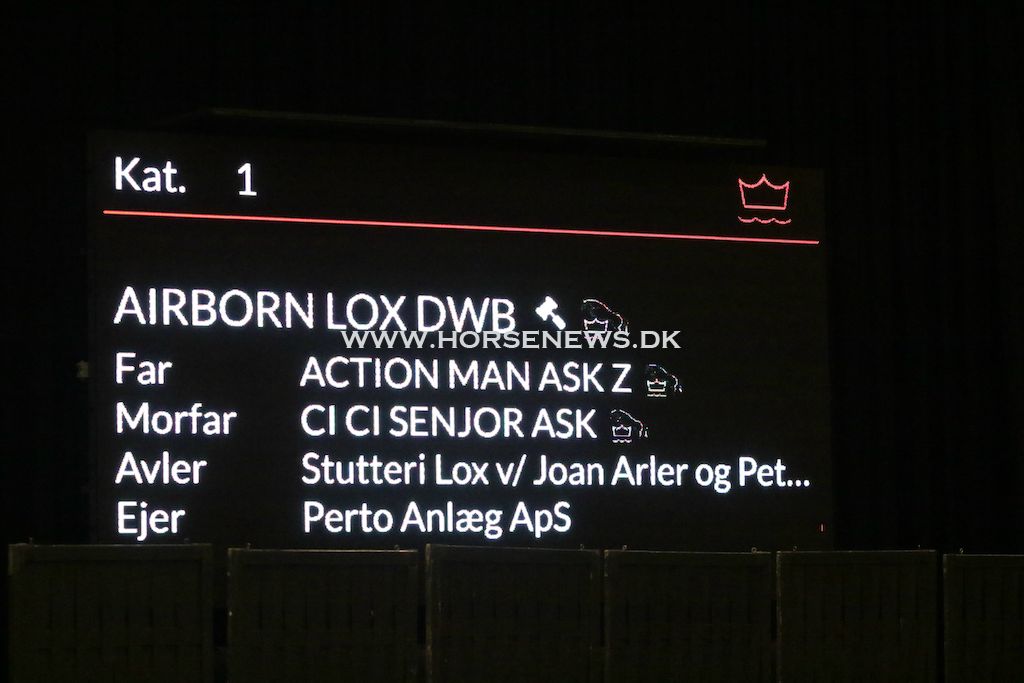 Kat. 1
AIRBORN LOX DWB
WWW.HORSENEWS.DK
Far ACTION MAN ASK Z
Morfar CI CI SENJOR ASK
Avler Stutteri Lox v/ Joan Arler og Pet...
Ejer Perto Anlæg ApS